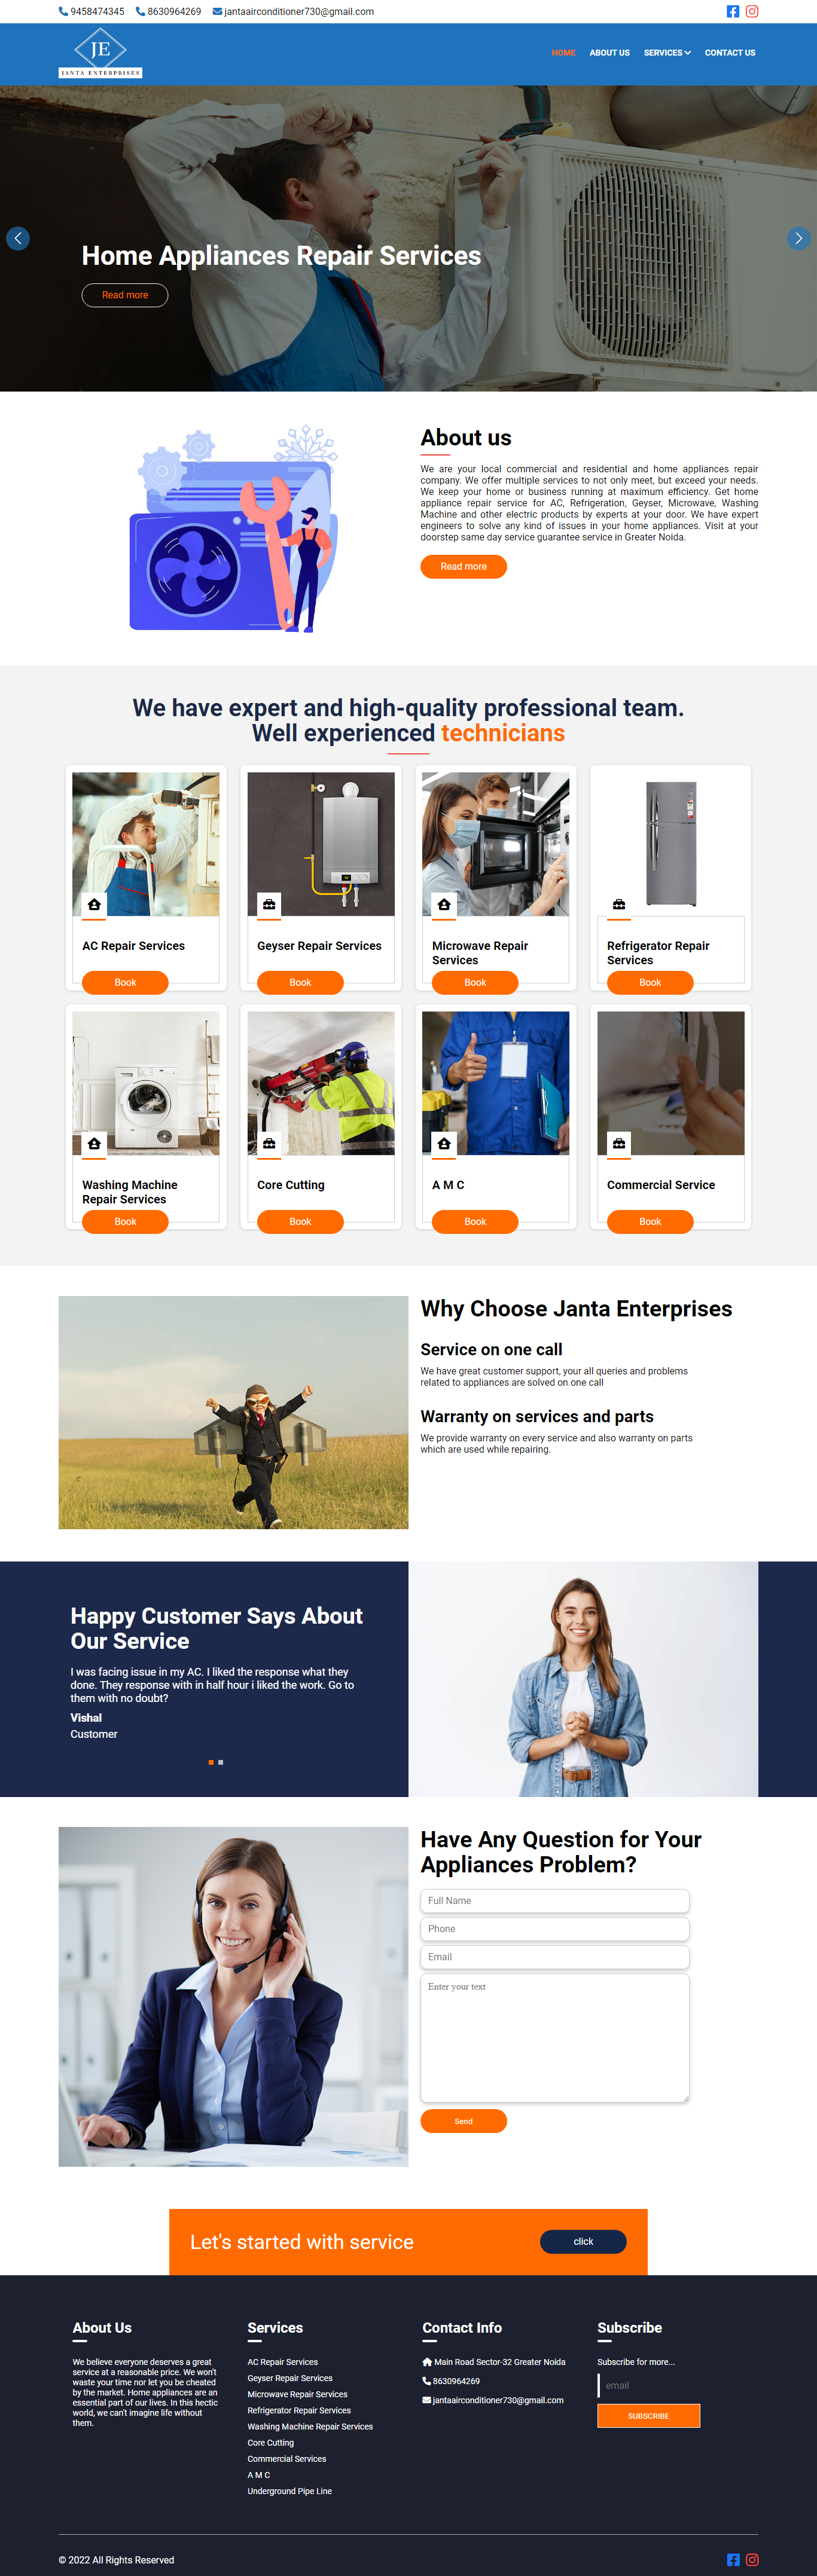 9458474345 8630964269 jantaairconditioner730@gmail.com
JE
JANTA ENTERPRISES
HOME ABOUT US SERVICES CONTACT US
Home Appliances Repair Services
Read more
About us
We are your local commercial and residential and home appliances repair
company. We offer multiple services to not only meet, but exceed your needs.
We keep your home or business running at maximum efficiency. Get home
appliance repair service for AC, Refrigeration, Geyser, Microwave, Washing
Machine and other electric products by experts at your door. We have expert
engineers to solve any kind of issues in your home appliances. Visit at your
doorstep same day service guarantee service in Greater Noida.
Read more
We have expert and high-quality professional team.
Well experienced technicians
AC Repair Services
Book
Geyser Repair Services
Book
Microwave Repair
Services
Book
Refrigerator Repair
Services
Book
Washing Machine
Repair Services
Book
Core Cutting
Book
A M C
Book
Commercial Service
Book
Why Choose Janta Enterprises
Service on one call
We have great customer support, your all queries and problems
related to appliances are solved on one call
Warranty on services and parts
We provide warranty on every service and also warranty on parts
which are used while repairing.
Happy Customer Says About
Our Service
I was facing issue in my AC. I liked the response what they
done. They response with in half hour i liked the work. Go to
them with no doubt?
Vishal
Customer
Have Any Question for Your
Appliances Problem?
Full Name
Phone
Email
Enter your text
Send
Let's started with service
click
About Us
We believe everyone deserves a great
service at a reasonable price. We won't
waste your time nor let you be cheated
by the market. Home appliances are an
essential part of our lives. In this hectic
world, we can't imagine life without
them.
Services
AC Repair Services
Geyser Repair Services
Microwave Repair Services
Refrigerator Repair Services
Washing Machine Repair Services
Core Cutting
Commercial Services
A M C
Underground Pipe Line
Contact Info
Main Road Sector-32 Greater Noida
8630964269
jantaairconditioner730@gmail.com
Subscribe
Subscribe for more...
email
SUBSCRIBE
© 2022 All Rights Reserved